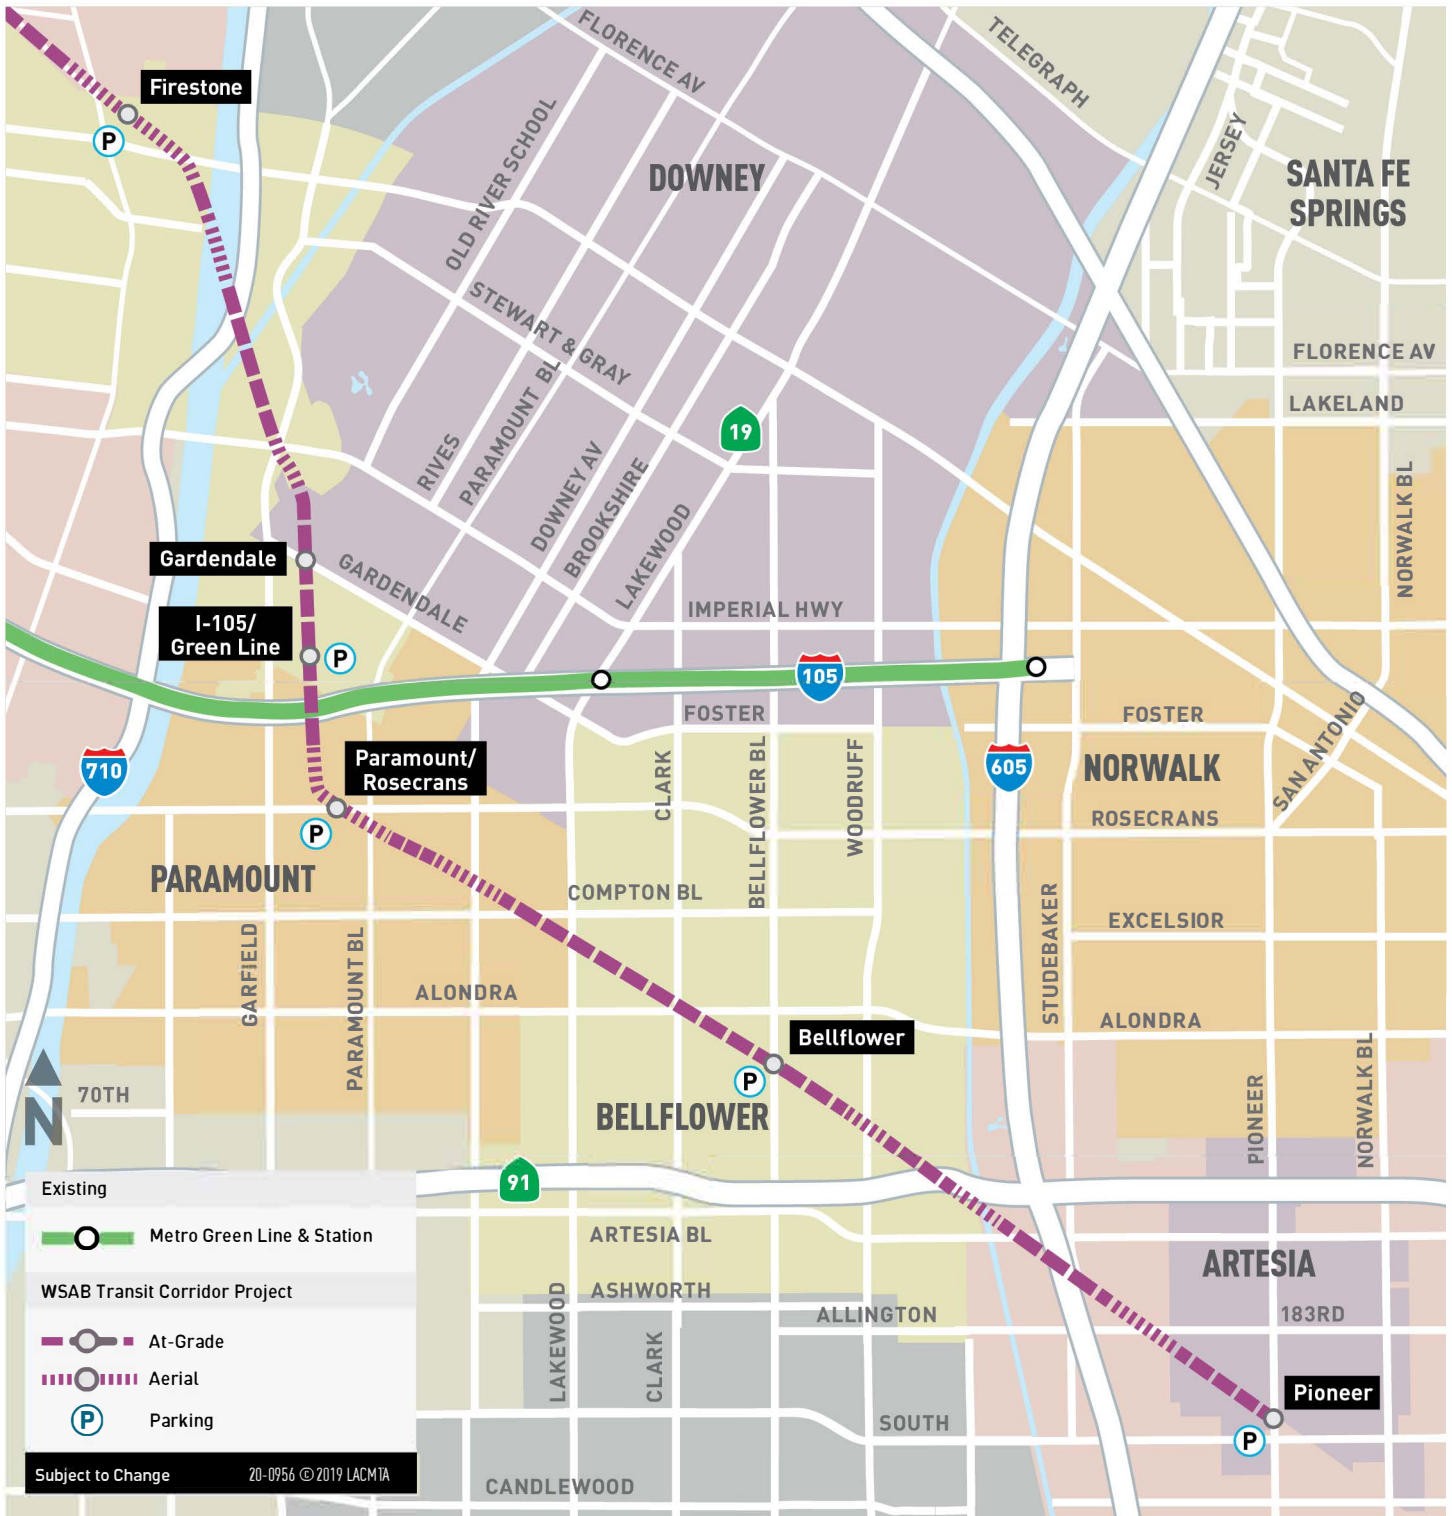 FLORENCE AV
TELEGRAPH
Firestone
P
OLD RIVER SCHOOL
DOWNEY
JERSEY
SANTA FE
SPRINGS
STEWART & GRAY
FLORENCE AV
LAKELAND
19
RIVES
PARAMOUNT BL
DOWNEY AV
BROOKSHIRE
LAKEWOOD
NORWALK BL
Gardendale
GARDENDALE
I-105/
Green Line
P
IMPERIAL HWY
105
FOSTER
FOSTER
SAN ANTONIO
710
Paramount/
Rosecrans
P
CLARK
BELLFLOWER BL
WOODRUFF
605
NORWALK
ROSECRANS
PARAMOUNT
COMPTON BL
STUDEBAKER
EXCELSIOR
GARFIELD
PARAMOUNT BL
ALONDRA
ALONDRA
Bellflower
P
N
70TH
BELLFLOWER
PIONEER
NORWALK BL
91
ARTESIA BL
ARTESIA
ASHWORTH
LAKEWOOD
CLARK
ALLINGTON
183RD
Pioneer
P
SOUTH
CANDLEWOOD
Existing
Metro Green Line & Station
WSAB Transit Corridor Project
At-Grade
Aerial
P Parking
Subject to Change 20-0956 © 2019 LACMTA